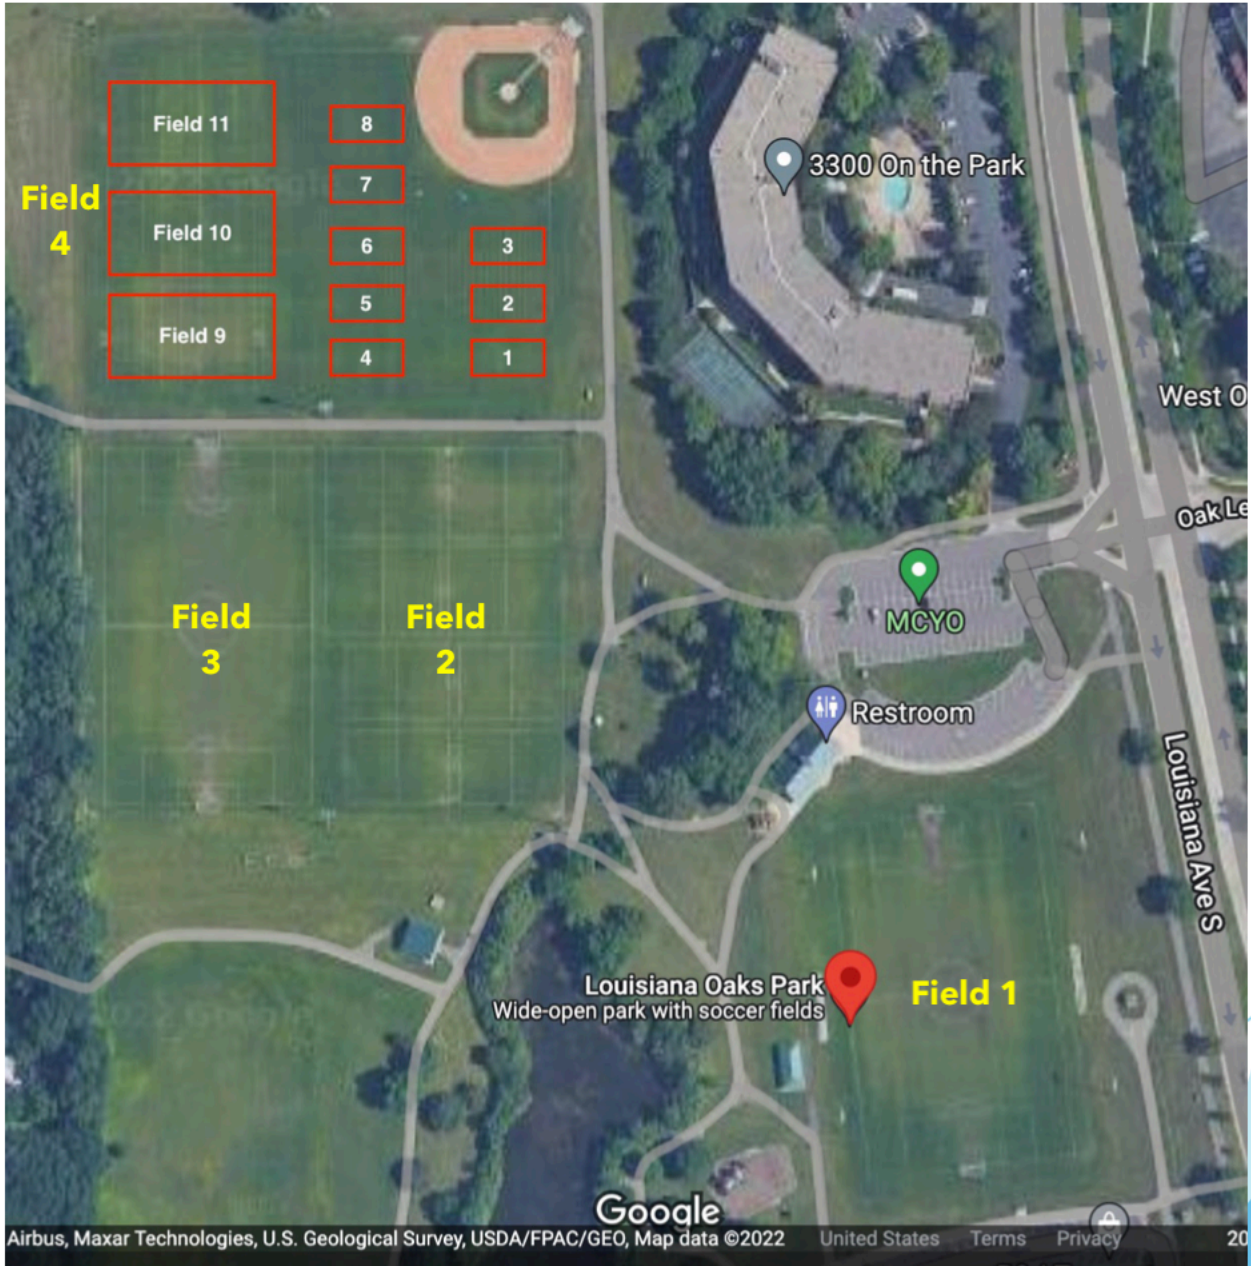 Field 11
8
3300 On the Park
7
Field
4
Field 10
6
3
5
2
Field 9
4
1
West O
Oak Le
MCYO
Field
3
Field
2
Restroom
Louisiana Ave S
Louisiana Oaks Park
Wide-open park with soccer fields
Field 1
Google
Airbus, Maxar Technologies, U.S. Geological Survey, USDA/FPAC/GEO, Map data ©2022 United States Terms Privacy 20